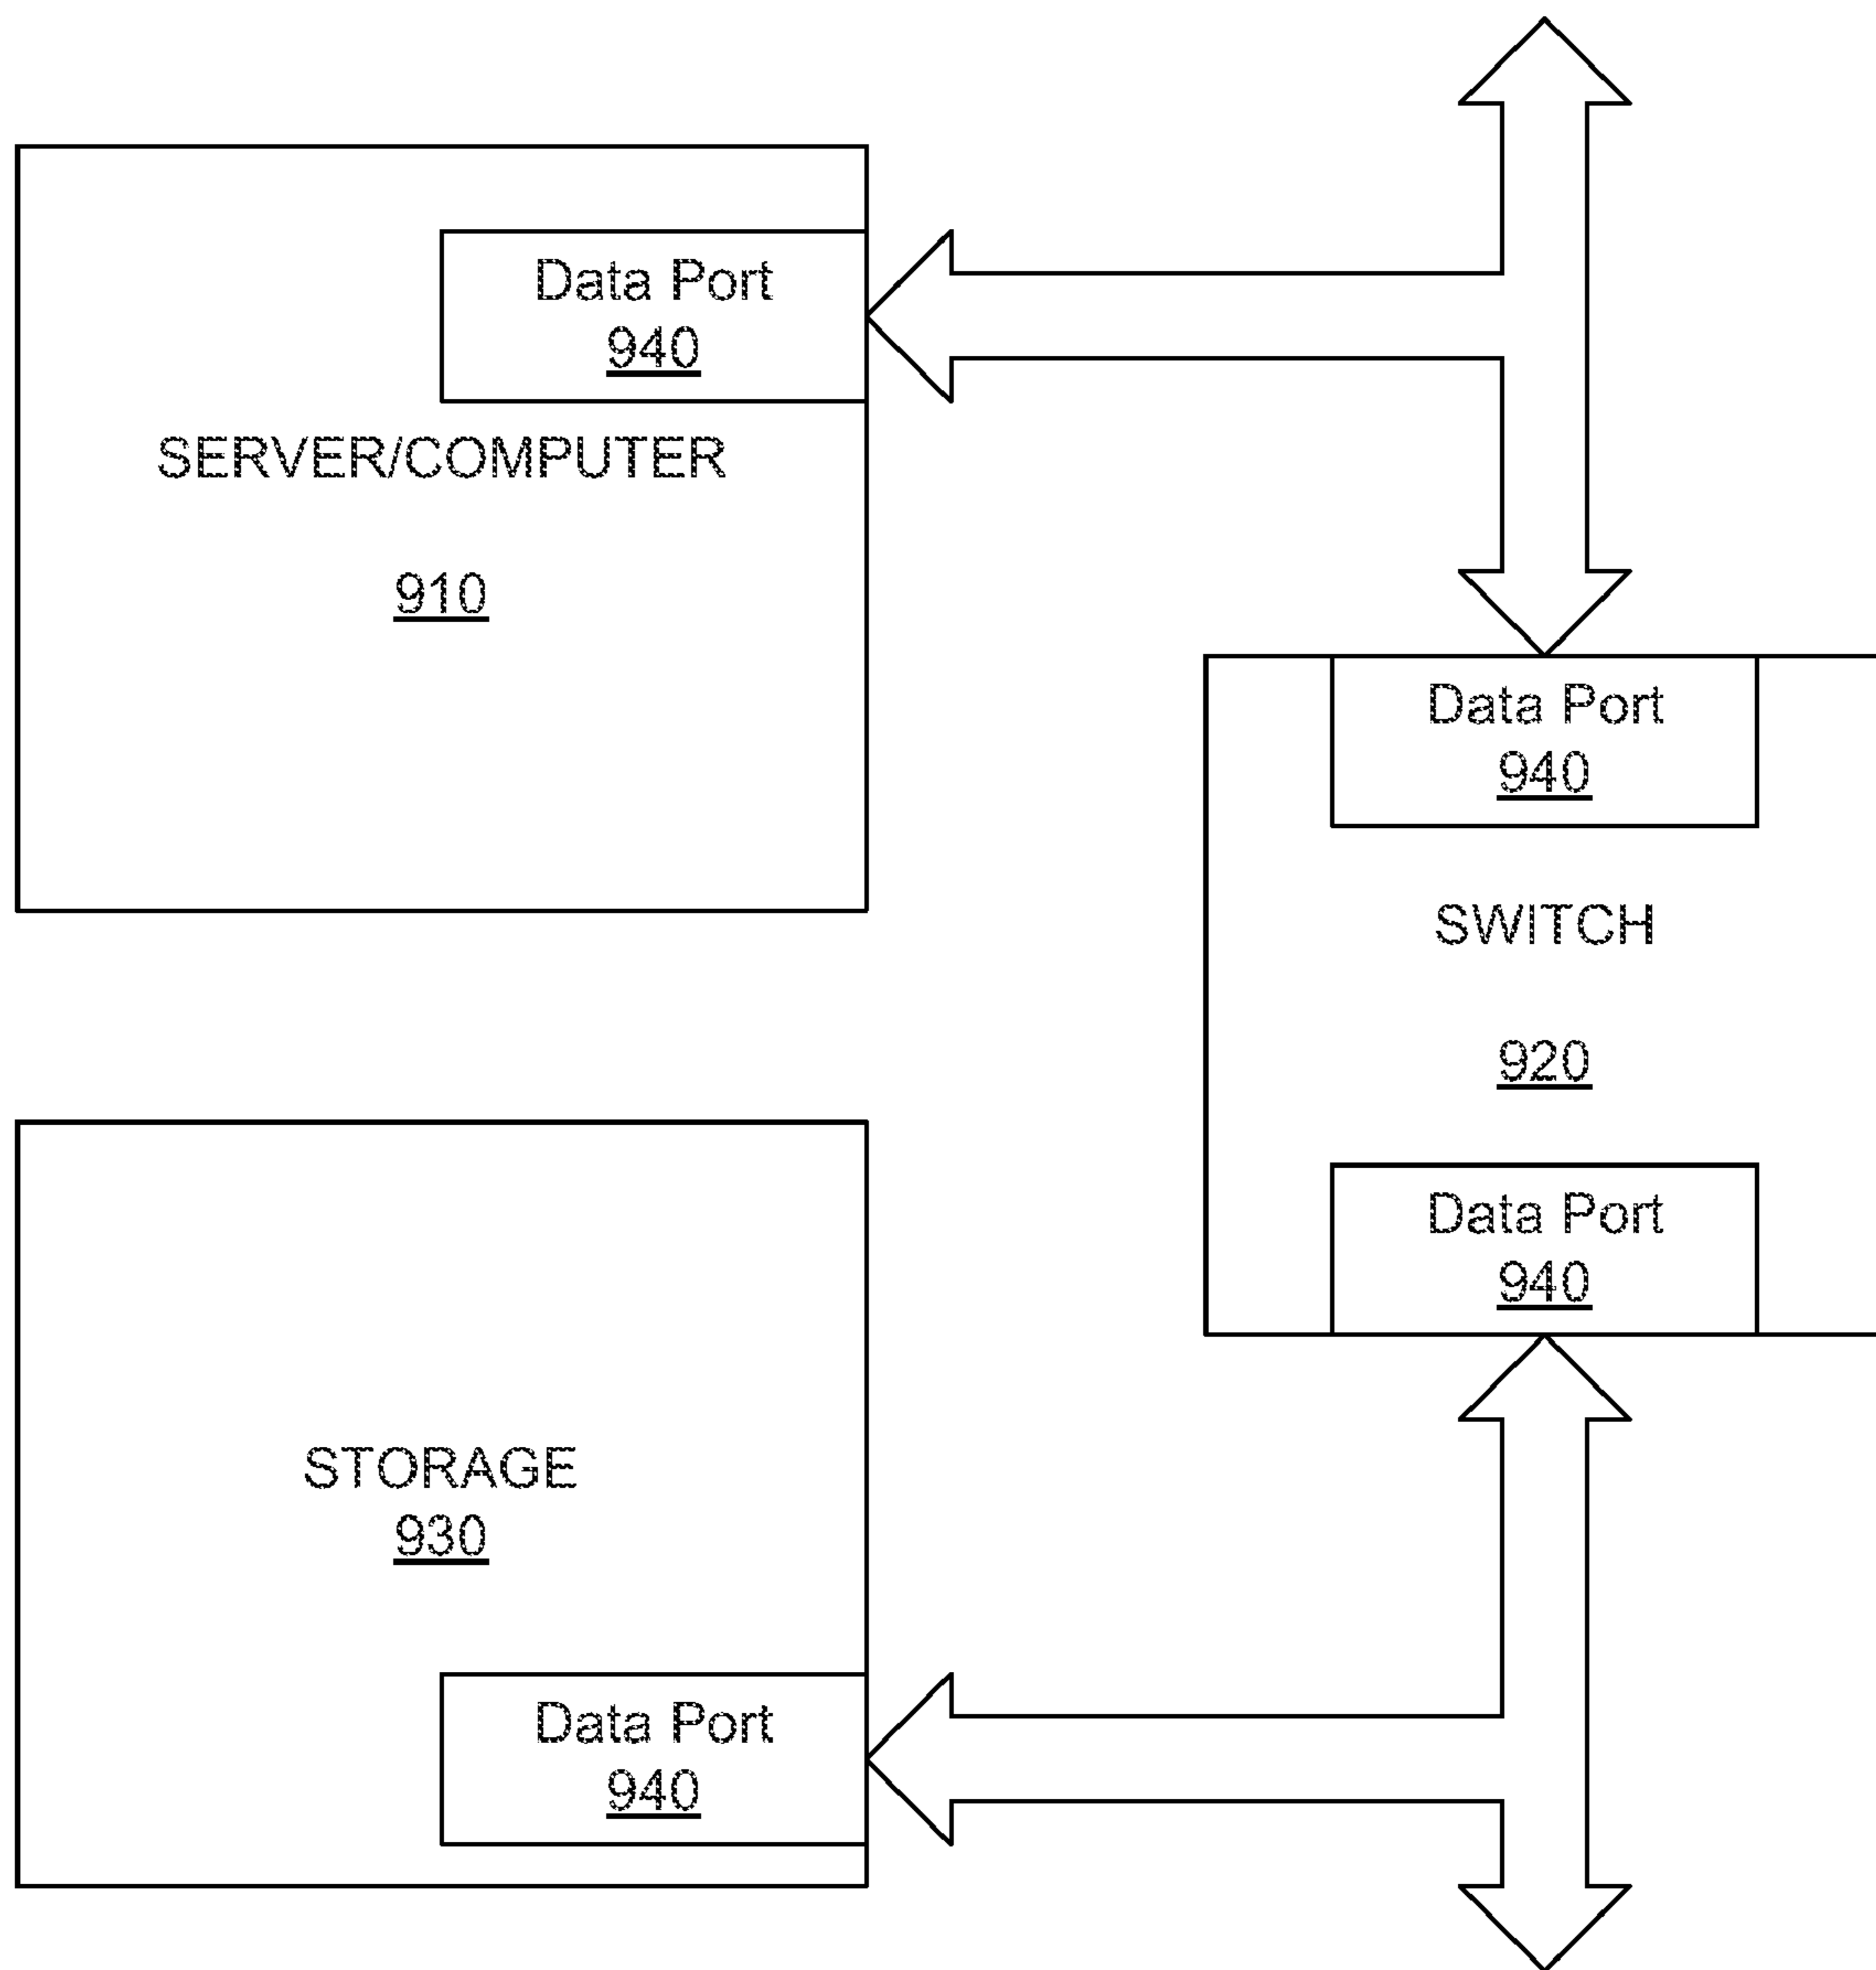 Data Port
940
SERVER/COMPUTER
910
Data Port
940
SWITCH
920
Data Port
940
STORAGE
930
Data Port
940